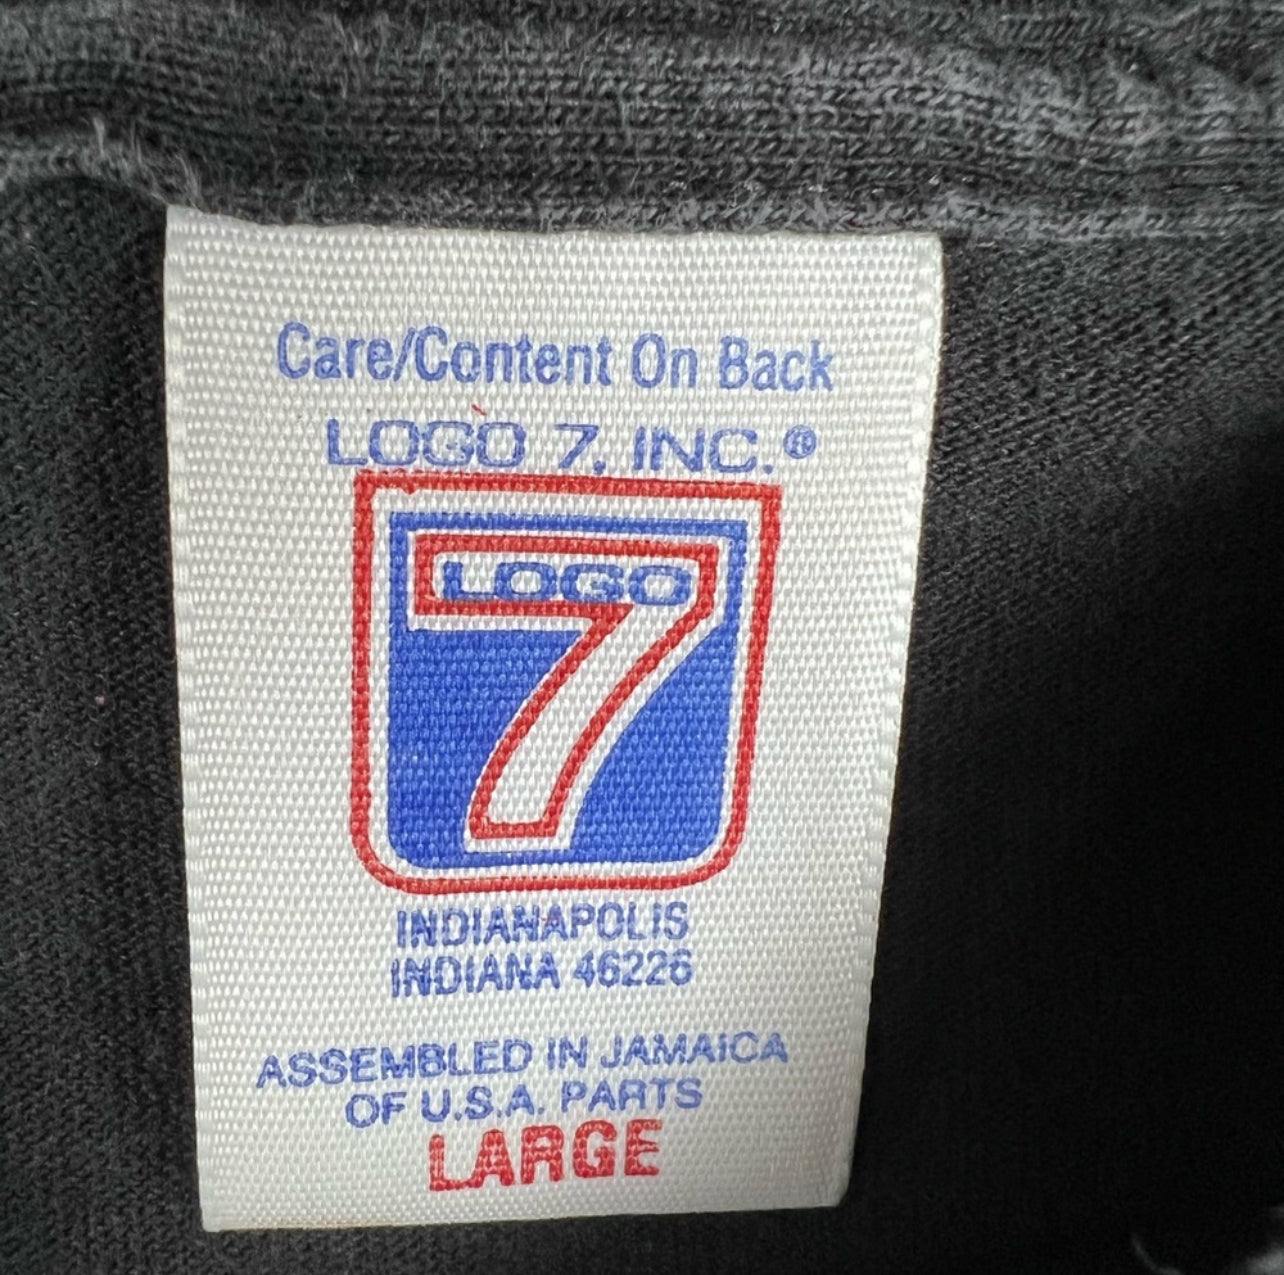 Care/Content On Back
LOGO 7, INC.®
LOGO
7
INDIANAPOLIS
INDIANA 46226
ASSEMBLED IN JAMAICA
OF U.S.A. PARTS
LARGE